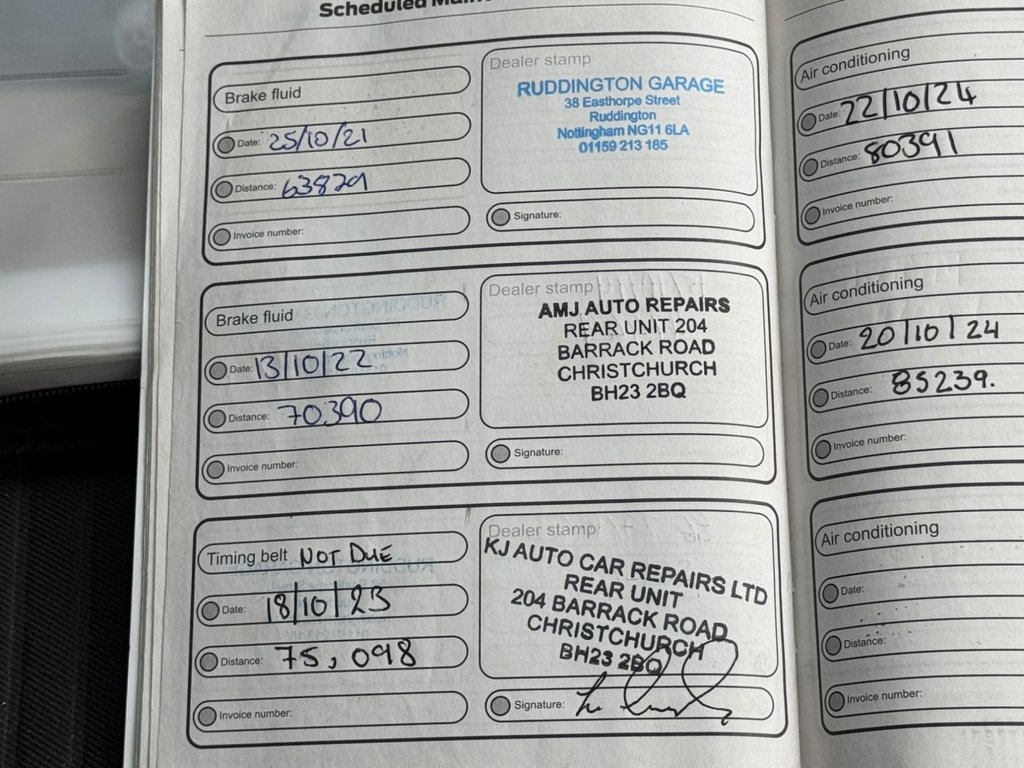 Scheduled
Brake fluid
Date: 25/10/21
Distance: 63829
Invoice number:
Dealer stamp
RUDDINGTON GARAGE
38 Easthorpe Street
Ruddington
Nottingham NG11 6LA
01159 213 185
Signature:
Brake fluid
Date: 13/10/22
Distance: 70390
Invoice number:
Dealer stamp
AMJ AUTO REPAIRS
REAR UNIT 204
BARRACK ROAD
CHRISTCHURCH
BH23 2BQ
Signature:
Timing belt NOT DUE
Date: 18/10/23
Distance: 75,098
Invoice number:
Dealer stamp
KJ AUTO CAR REPAIRS LTD
REAR UNIT
204 BARRACK ROAD
CHRISTCHURCH
BH23 2BQ
Signature:
Air conditioning
Date: 22/10/24
Distance: 80391
Invoice number:
Air conditioning
Date: 20/10/24
Distance: 85239.
Invoice number:
Air conditioning
Date:
Distance:
Invoice number: